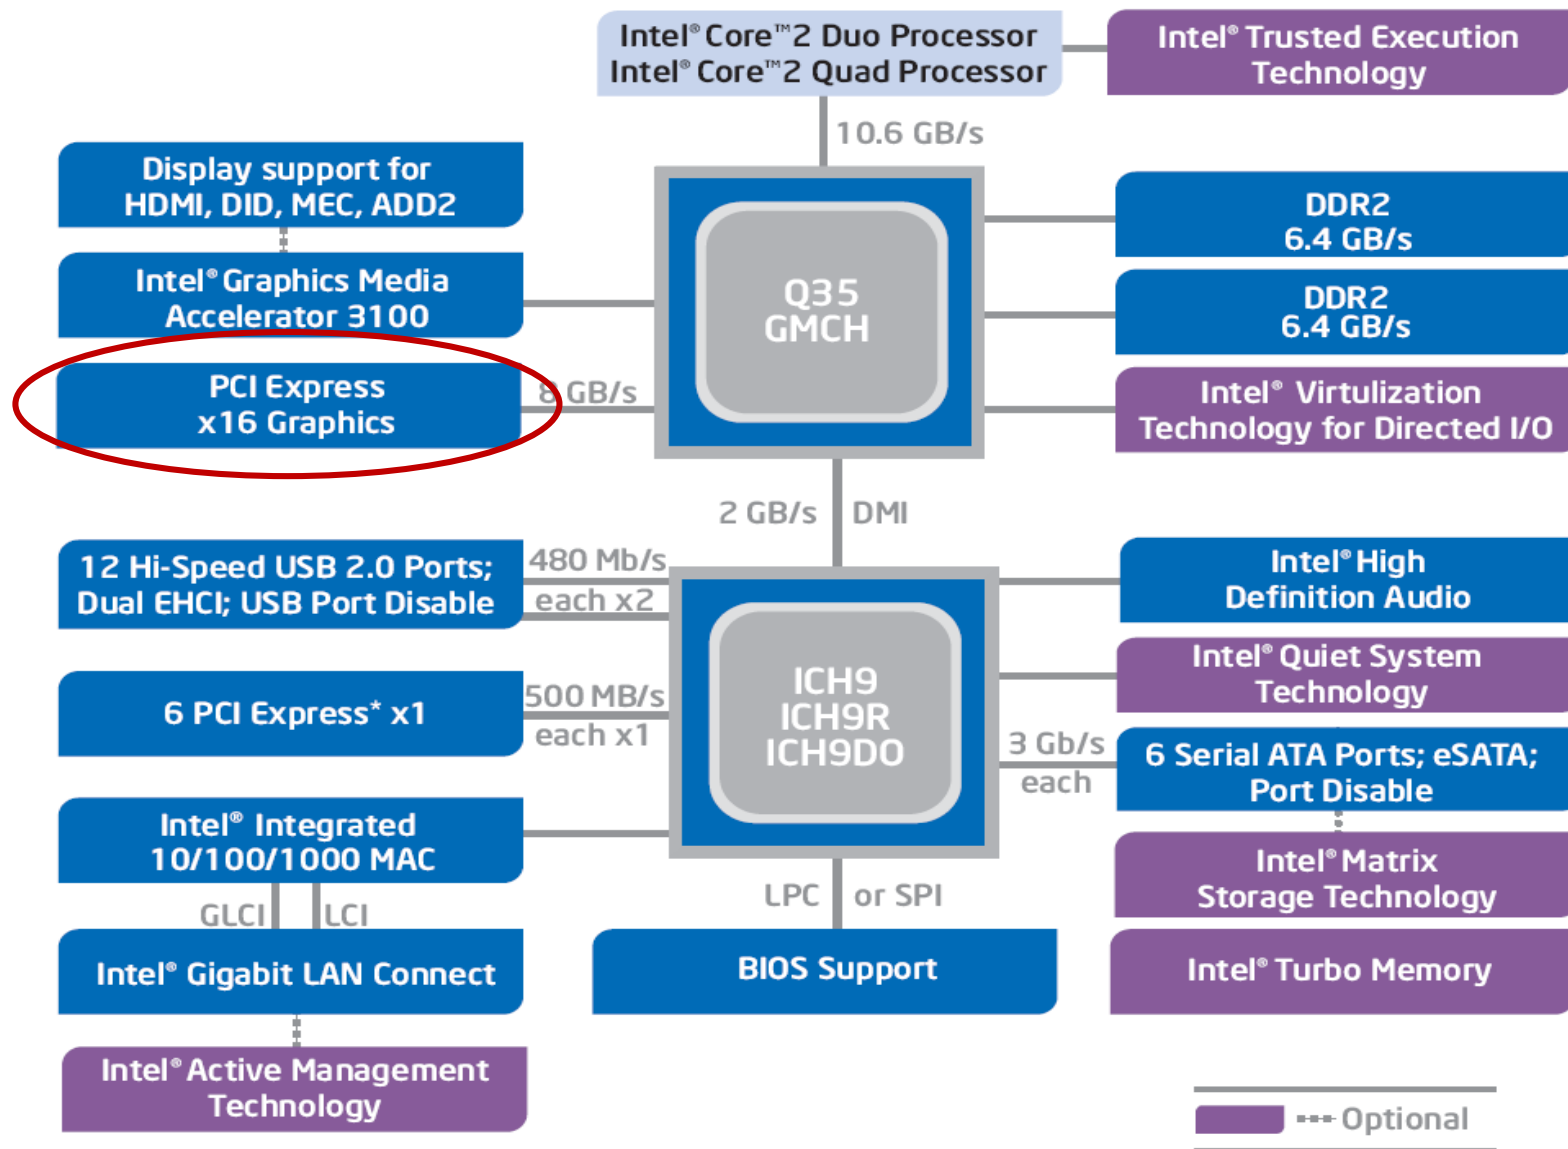 Intel® Core™2 Duo Processor
Intel® Core™2 Quad Processor
Intel® Trusted Execution
Technology
10.6 GB/s
Display support for
HDMI, DID, MEC, ADD2
Intel® Graphics Media
Accelerator 3100
PCI Express
x16 Graphics
8 GB/s
Q35
GMCH
DDR2
6.4 GB/s
DDR2
6.4 GB/s
Intel® Virtulization
Technology for Directed I/O
2 GB/s DMI
12 Hi-Speed USB 2.0 Ports;
Dual EHCI; USB Port Disable
480 Mb/s
each x2
6 PCI Express* x1
500 MB/s
each x1
Intel® Integrated
10/100/1000 MAC
GLCI LCI
Intel® Gigabit LAN Connect
Intel® Active Management
Technology
ICH9
ICH9R
ICH9DO
Intel® High
Definition Audio
Intel® Quiet System
Technology
3 Gb/s
each
6 Serial ATA Ports; eSATA;
Port Disable
Intel® Matrix
Storage Technology
Intel® Turbo Memory
LPC or SPI
BIOS Support
Optional